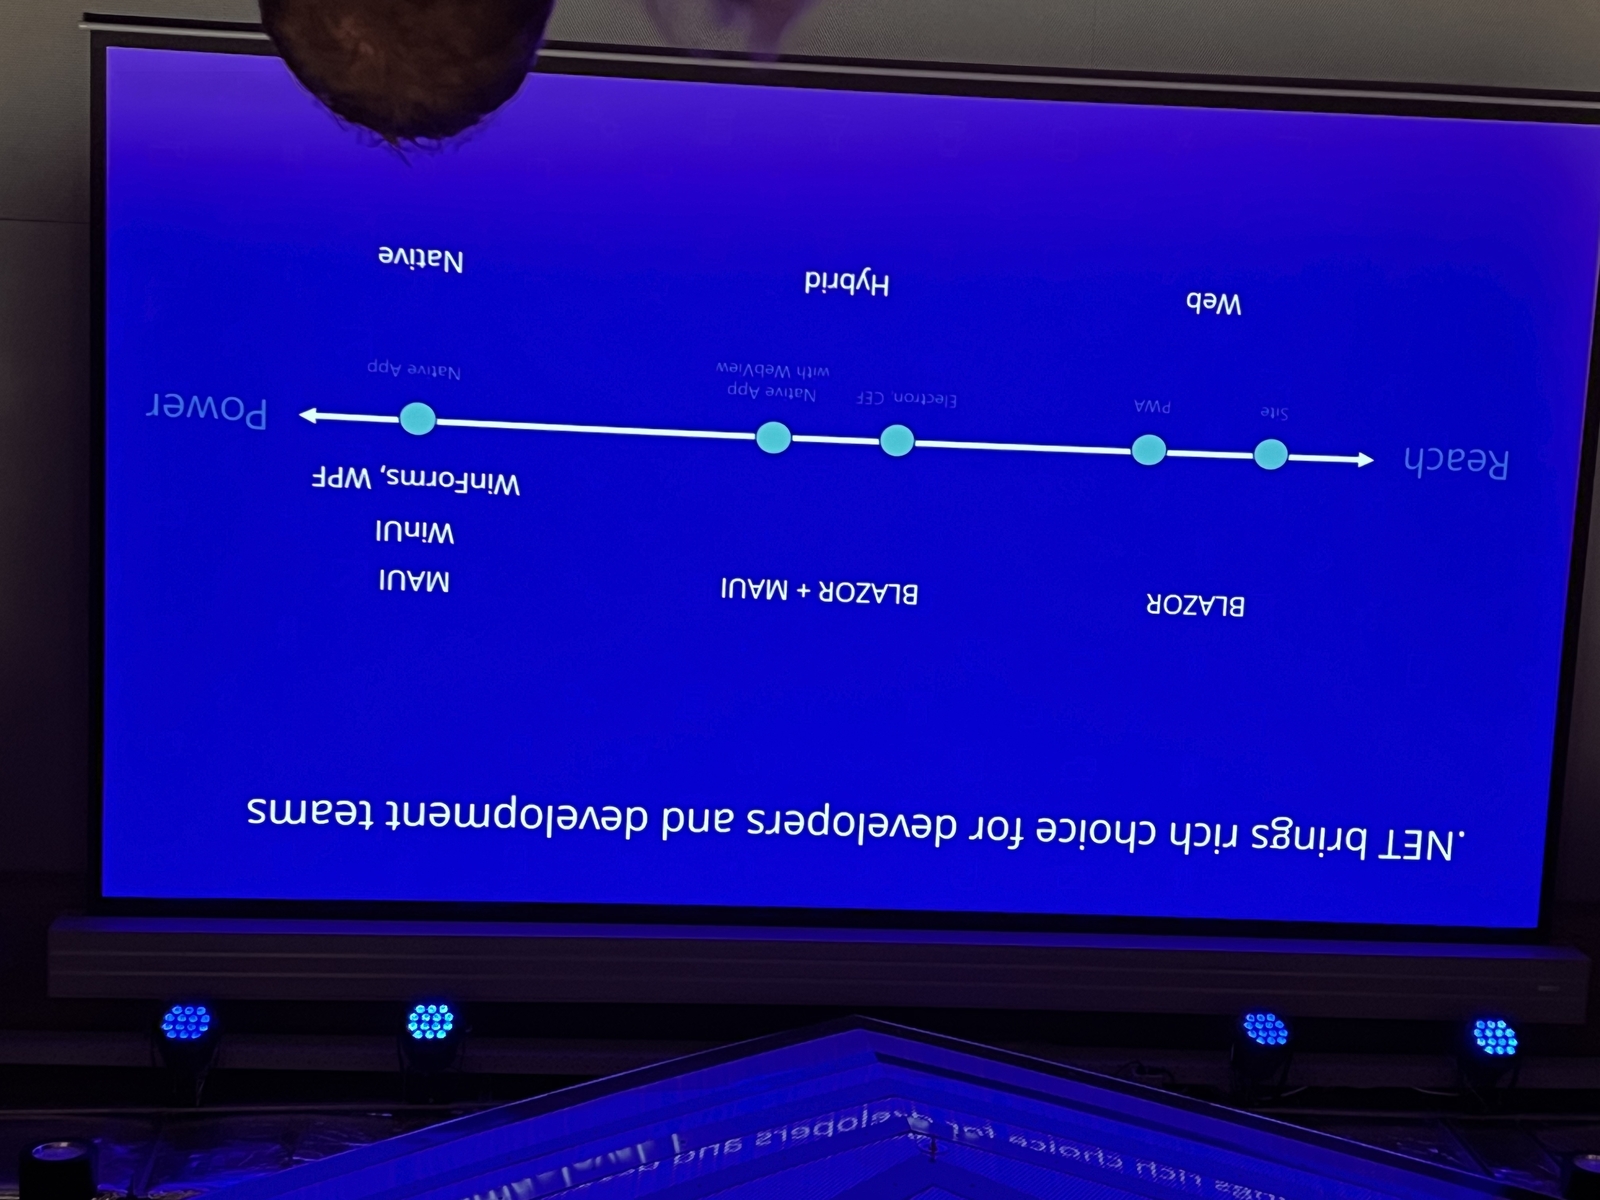 .NET brings rich choice for developers and development teams
BLAZOR
BLAZOR + MAUI
MAUI
WinUI
WinForms, WPF
Reach
Power
Site
PWA
Electron, CEF
Native App
with WebView
Native App
Web
Hybrid
Native